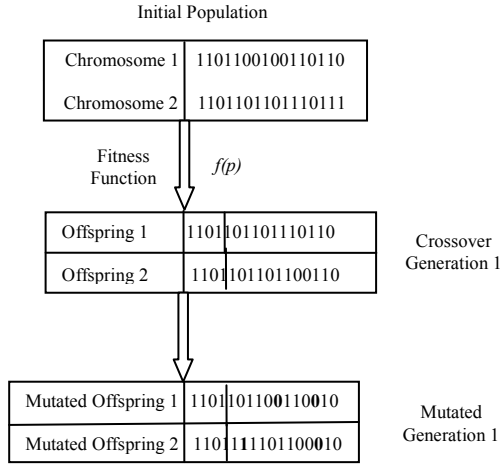 Initial Population
Chromosome 1 1101100100110110
Chromosome 2 1101101101110111
Fitness Function f(p)
Offspring 1 1101101101110110
Offspring 2 1101101101100110
Crossover Generation 1
Mutated Offspring 1 1101101100110010
Mutated Offspring 2 1101111101100010
Mutated Generation 1